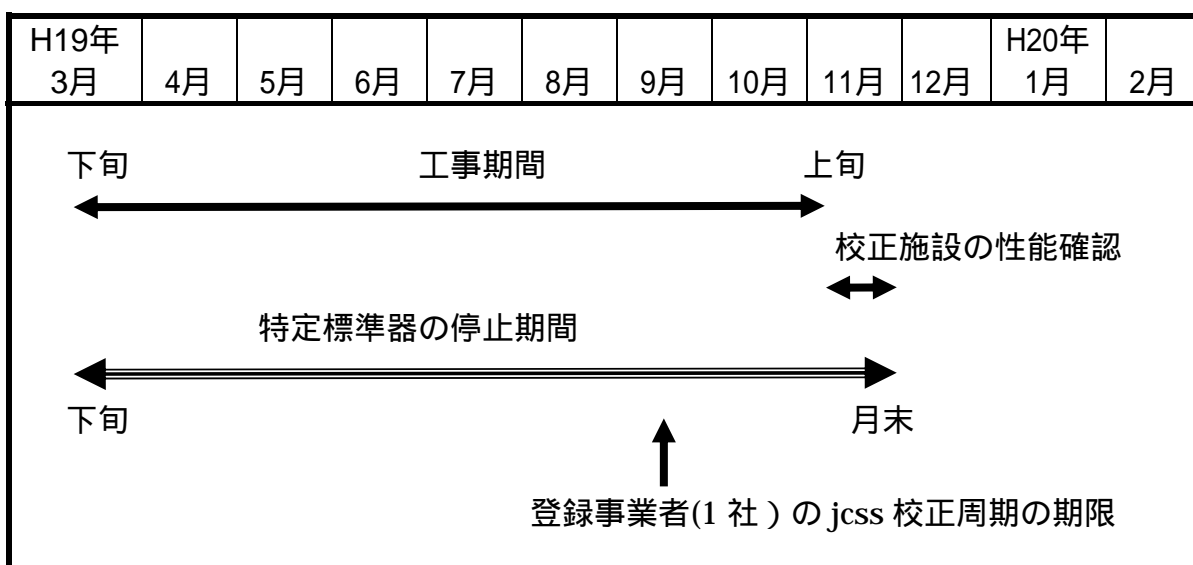 H19年 H20年
3月 4月 5月 6月 7月 8月 9月 10月 11月 12月 1月 2月
下旬 工事期間 上旬
校正施設の性能確認
特定標準器の停止期間
下旬 月末
登録事業者(1 社 ) の jcss 校正周期の期限